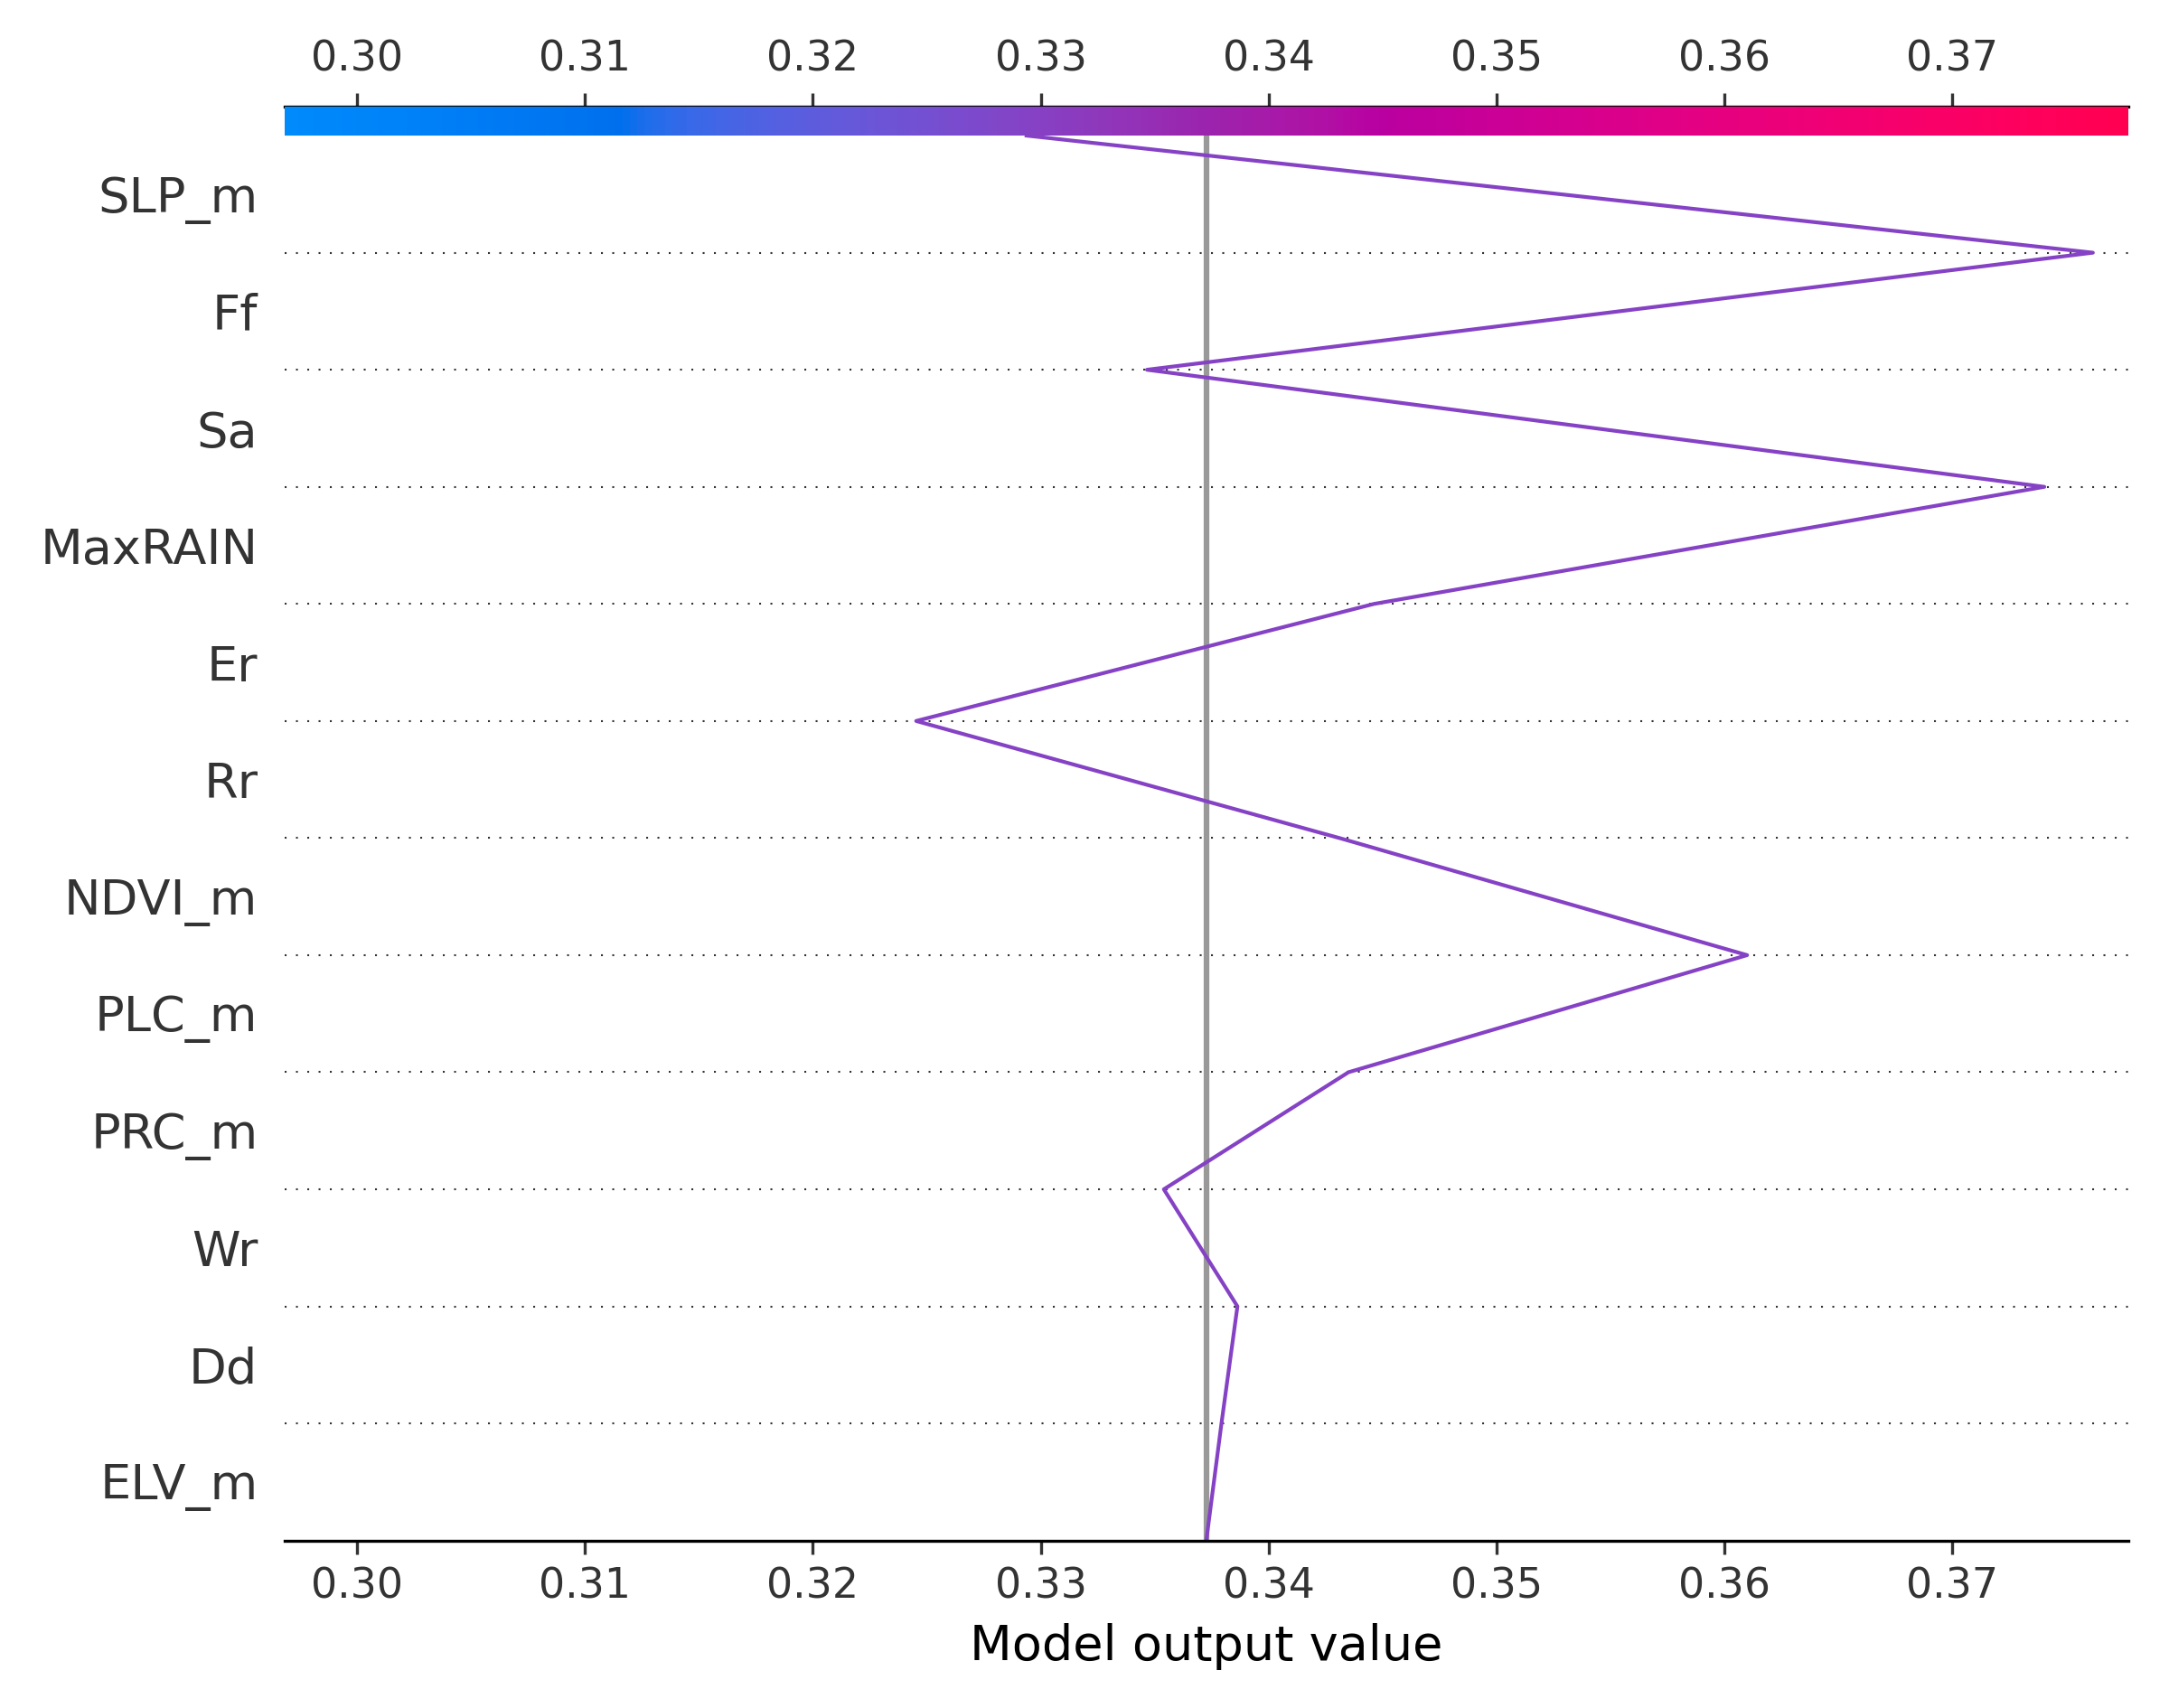 0.30 0.31 0.32 0.33 0.34 0.35 0.36 0.37
SLP_m
Ff
Sa
MaxRAIN
Er
Rr
NDVI_m
PLC_m
PRC_m
Wr
Dd
ELV_m
0.30 0.31 0.32 0.33 0.34 0.35 0.36 0.37
Model output value